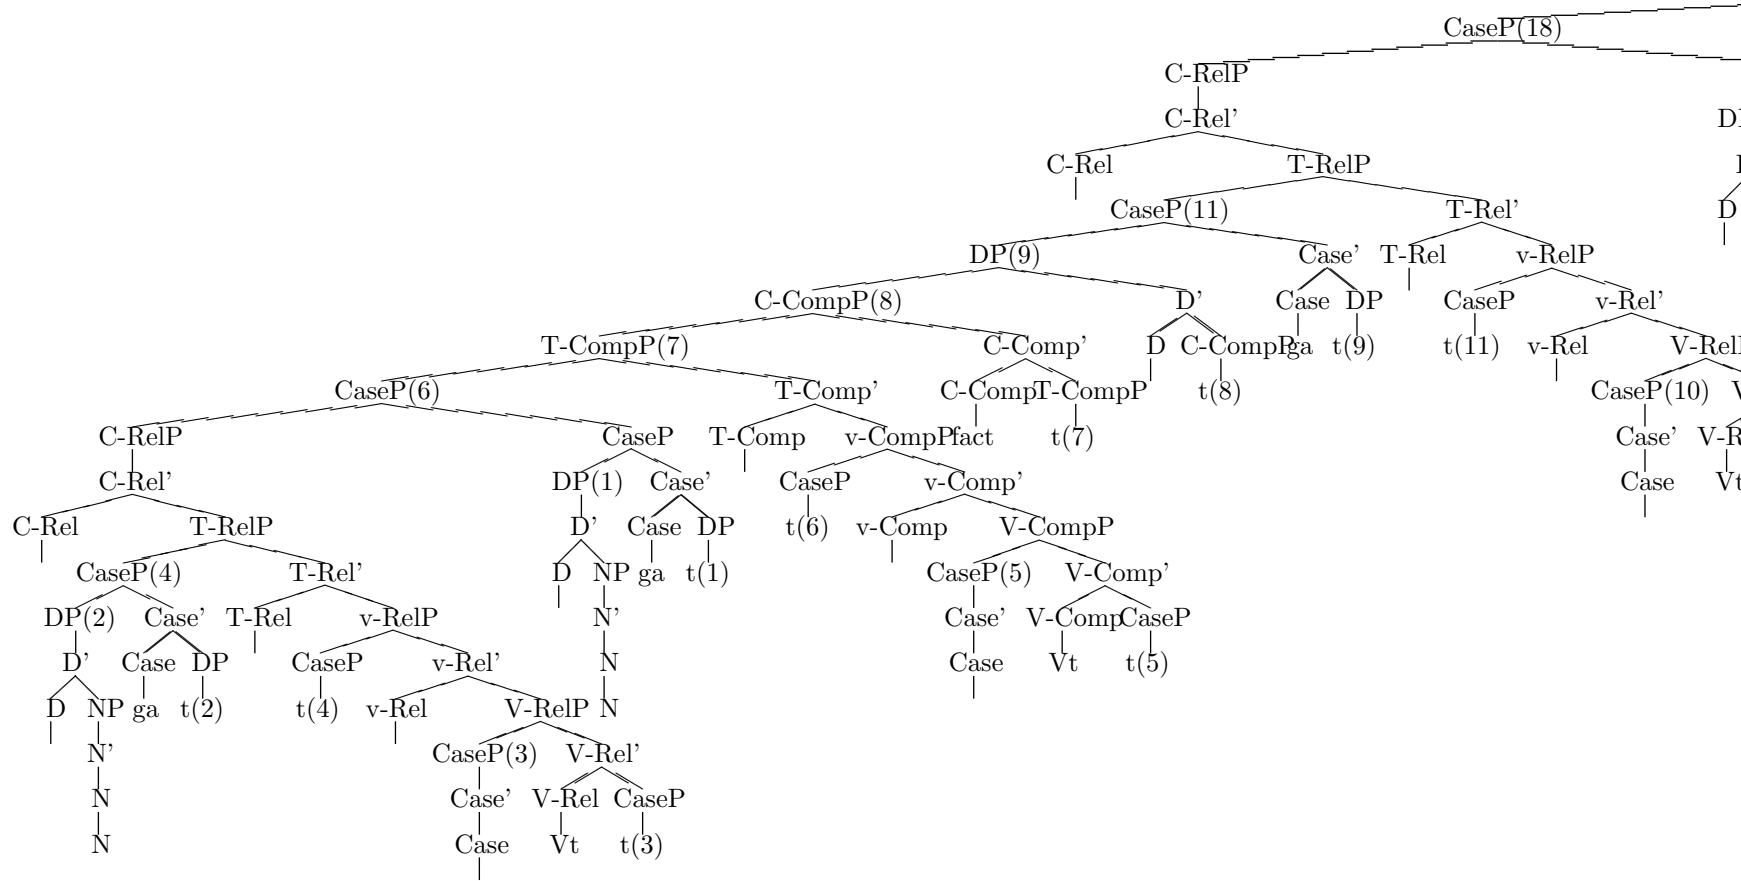 CaseP(18)
C-RelP
C-Rel’ D
C-Rel T-RelP
CaseP(11) T-Rel’ D
DP(9) Case’ T-Rel v-RelP
C-CompP(8) D’ Case DP CaseP v-Rel’
T-CompP(7) C-Comp’ D C-CompP ga t(9) t(11) v-Rel V-Rel
CaseP(6) T-Comp’ C-Comp T-CompP t(8) CaseP(10)
C-RelP CaseP T-Comp v-CompP fact t(7) Case’ V-R
C-Rel’ DP(1) Case’ CaseP v-Comp’ Case Vt
C-Rel T-RelP D’ Case DP t(6) v-Comp V-CompP
CaseP(4) T-Rel’ D NP ga t(1) CaseP(5) V-Comp’
DP(2) Case’ T-Rel v-RelP N’ Case’ V-Comp CaseP
D’ Case DP CaseP v-Rel’ N Case Vt t(5)
D NP ga t(2) t(4) v-Rel V-RelP N
N’ CaseP(3) V-Rel’
N Case’ V-Rel CaseP
N Case Vt t(3)